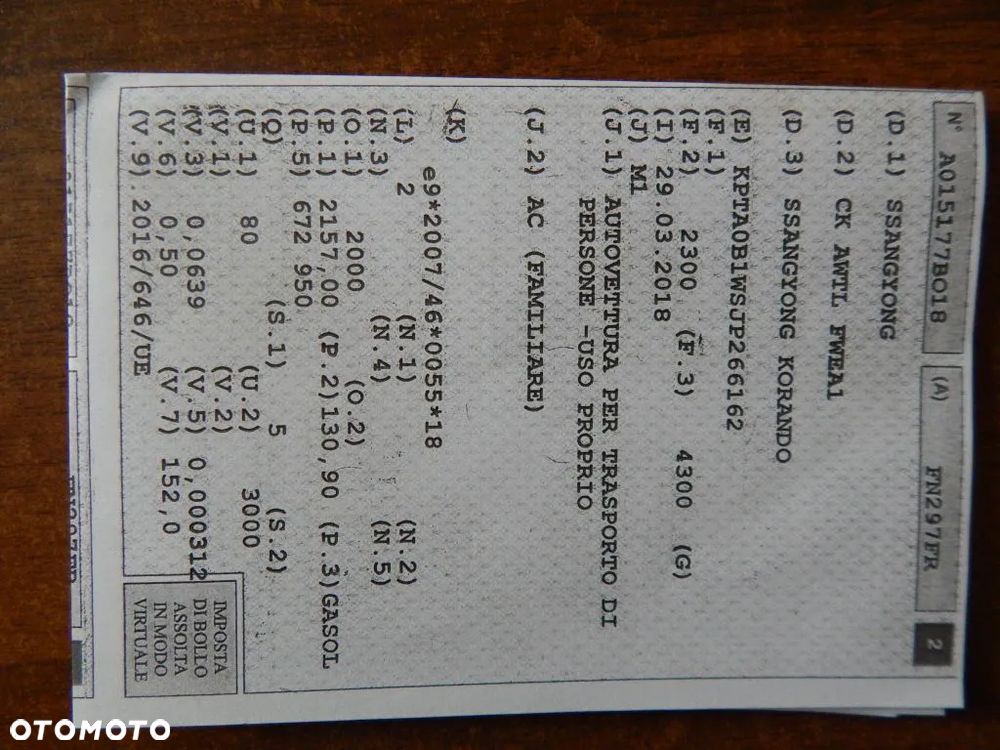 N° A015177BO18 (A) FN297FR 2
(D.1) SSANGYONG
(D.2) CK AWTL FWEA1
(D.3) SSANGYONG KORANDO
(E) KPTA0B1WSJP266162
(F.1)
(F.2) 2300 (F.3) 4300 (G)
(I) 29.03.2018
(J) M1
(J.1) AUTOVETTURA PER TRASPORTO DI
PERSONE -USO PROPRIO
(J.2) AC (FAMILIARE)
(K)
e9*2007/46*0055*18
(L) 2 (N.1) (N.2)
(N.3) (N.4) (N.5)
(O.1) 2000 (O.2)
(P.1) 2157,00 (P.2)130,90 (P.3)GASOL
(P.5) 672 950
(Q) (S.1) 5 (S.2)
(U.1) 80 (U.2) 3000
(V.1) (V.2)
(V.3) 0,0639 (V.5) 0,000312
(V.6) 0,50 (V.7) 152,0
(V.9).2016/646/UE
IMPOSTA
DI BOLLO
ASSOLTA
IN MODO
VIRTUALE
OTOMOTO